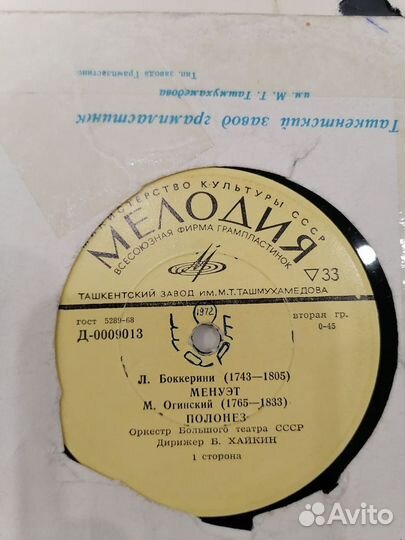 Ташкентский завод грампластинок
им. М. Т. Ташмухамедова
Тип. завода Грампластинок
МИНИСТЕРСТВО КУЛЬТУРЫ СССР
МЕЛОДИЯ
ВСЕСОЮЗНАЯ ФИРМА ГРАМПЛАСТИНОК
▽33
ТАШКЕНТСКИЙ ЗАВОД ИМ. М.Т. ТАШМУХАМЕДОВА
гост 5289-68
Д-0009013
1972
вторая гр.
0-45
Л. Боккерини (1743—1805)
МЕНУЭТ
М. Огинский (1765—1833)
ПОЛОНЕЗ
Оркестр Большого театра СССР
Дирижер Б. ХАЙКИН
1 сторона
Avito